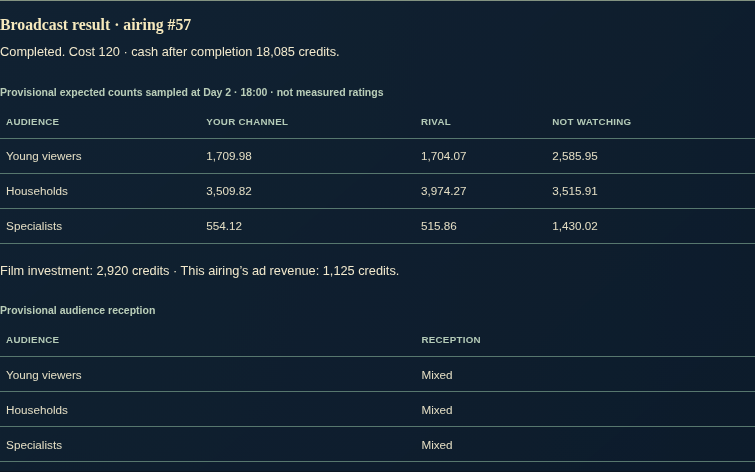 Broadcast result · airing #57
Completed. Cost 120 · cash after completion 18,085 credits.
Provisional expected counts sampled at Day 2 · 18:00 · not measured ratings
AUDIENCE YOUR CHANNEL RIVAL NOT WATCHING
Young viewers 1,709.98 1,704.07 2,585.95
Households 3,509.82 3,974.27 3,515.91
Specialists 554.12 515.86 1,430.02
Film investment: 2,920 credits · This airing's ad revenue: 1,125 credits.
Provisional audience reception
AUDIENCE RECEPTION
Young viewers Mixed
Households Mixed
Specialists Mixed